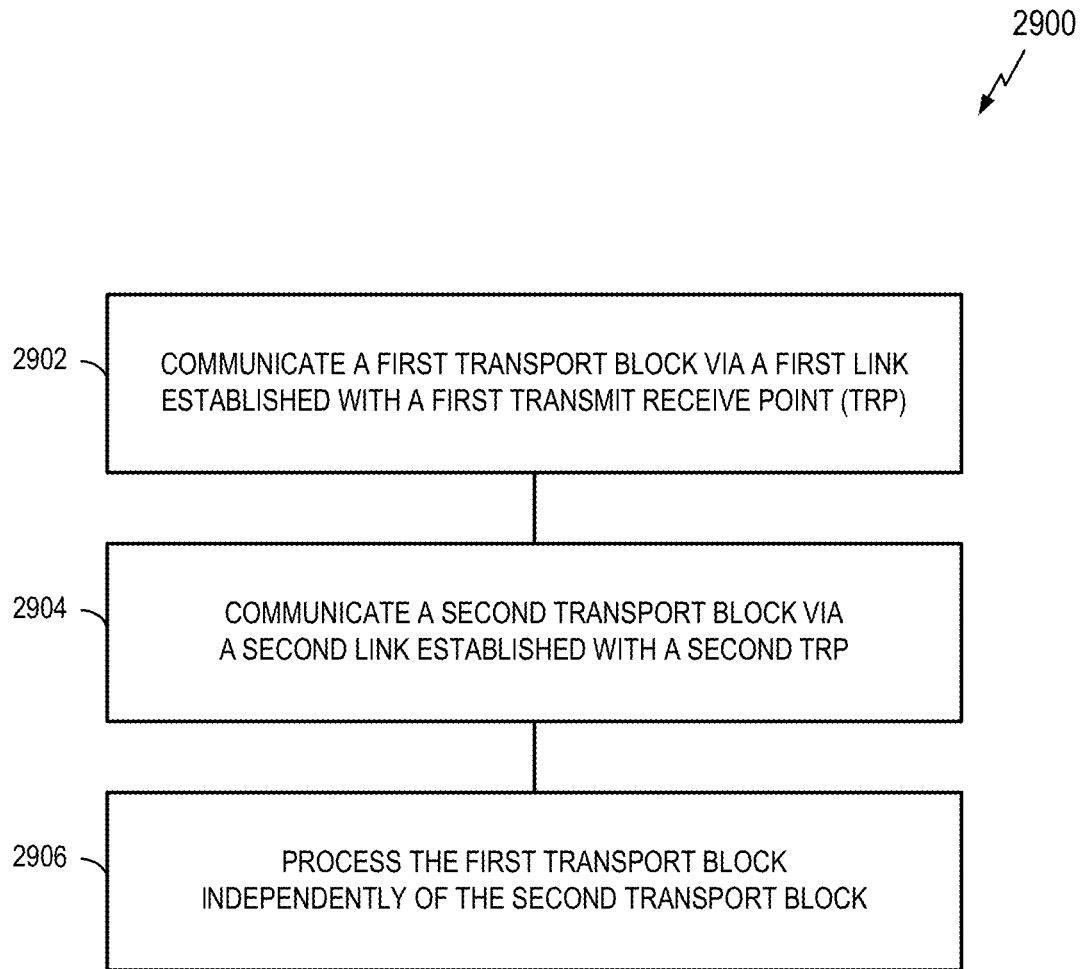 2900
2902
COMMUNICATE A FIRST TRANSPORT BLOCK VIA A FIRST LINK
ESTABLISHED WITH A FIRST TRANSMIT RECEIVE POINT (TRP)
2904
COMMUNICATE A SECOND TRANSPORT BLOCK VIA
A SECOND LINK ESTABLISHED WITH A SECOND TRP
2906
PROCESS THE FIRST TRANSPORT BLOCK
INDEPENDENTLY OF THE SECOND TRANSPORT BLOCK